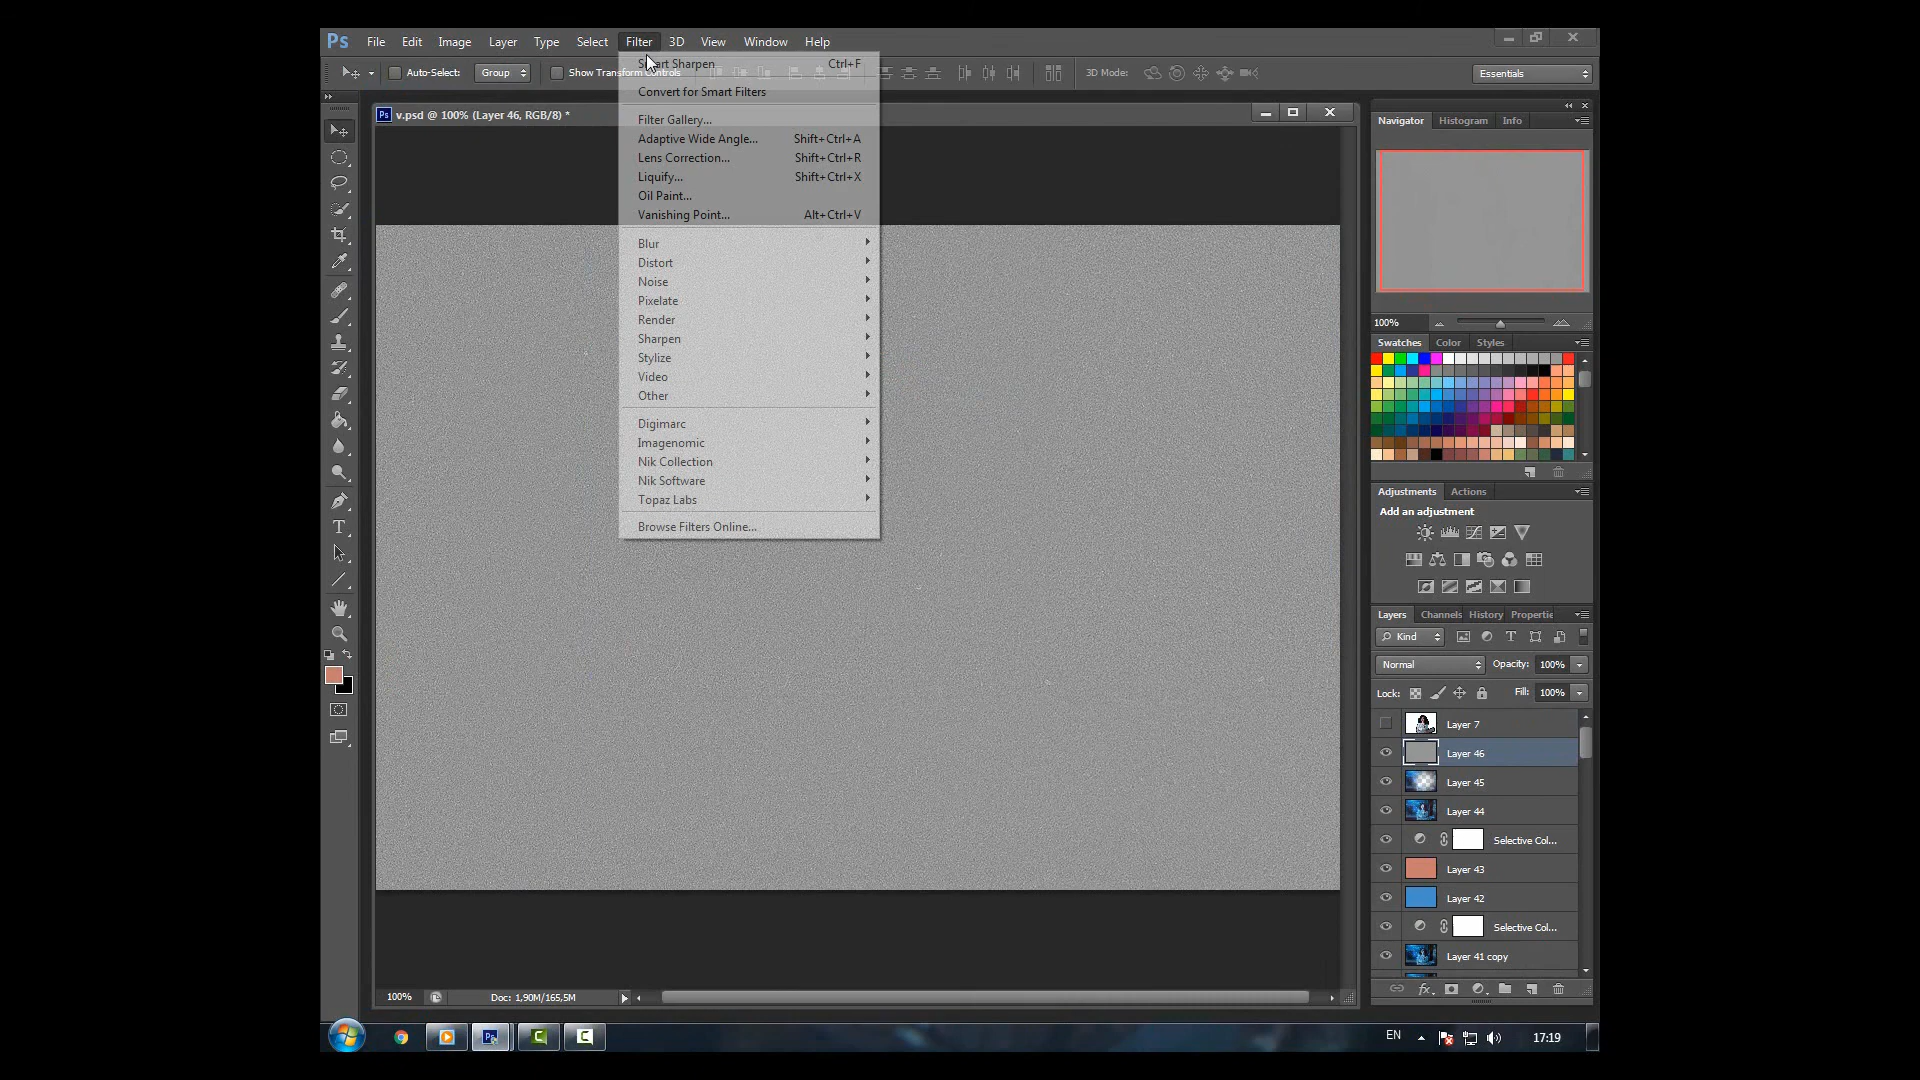 Ps File Edit Image Layer Type Select Filter 3D View Window Help
Auto-Select: Group Show Transform Controls 3D Mode: Essentials
Ps v.psd @ 100% (Layer 46, RGB/8) *
Smart Sharpen Ctrl+F
Convert for Smart Filters
Filter Gallery...
Adaptive Wide Angle... Shift+Ctrl+A
Lens Correction... Shift+Ctrl+R
Liquify... Shift+Ctrl+X
Oil Paint...
Vanishing Point... Alt+Ctrl+V
Blur
Distort
Noise
Pixelate
Render
Sharpen
Stylize
Video
Other
Digimarc
Imagenomic
Nik Collection
Nik Software
Topaz Labs
Browse Filters Online...
Navigator Histogram Info
100%
Swatches Color Styles
Adjustments Actions
Add an adjustment
Layers Channels History Propertie
Kind
Normal Opacity: 100%
Lock: Fill: 100%
Layer 7
Layer 46
Layer 45
Layer 44
Selective Col...
Layer 43
Layer 42
Selective Col...
Layer 41 copy
fx
100% Doc: 1,90M/165,5M
Ps EN 17:19